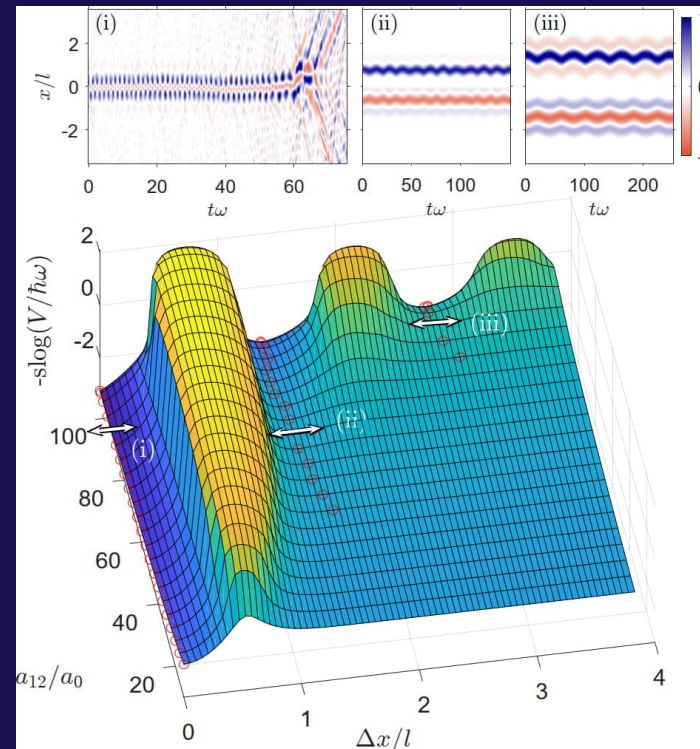 (i) (ii) (iii)
2
0
-2
x/l
0 20 40 60
0 50 100
0 100 200
tω tω tω
2
0
-2
-slog(V/ħω)
(i)
(ii)
(iii)
100
80
60
40
20
a₁₂/a₀
0 1 2 3 4
Δx/l